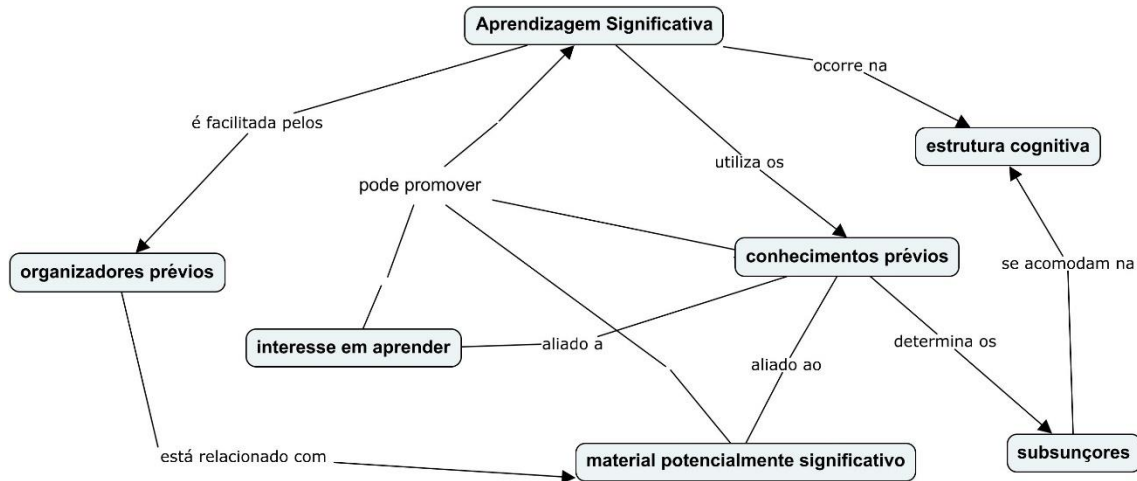 Aprendizagem Significativa
ocorre na
é facilitada pelos
estrutura cognitiva
utiliza os
pode promover
conhecimentos prévios
organizadores prévios
se acomodam na
interesse em aprender
aliado a
determina os
aliado ao
está relacionado com
material potencialmente significativo
subsunçores